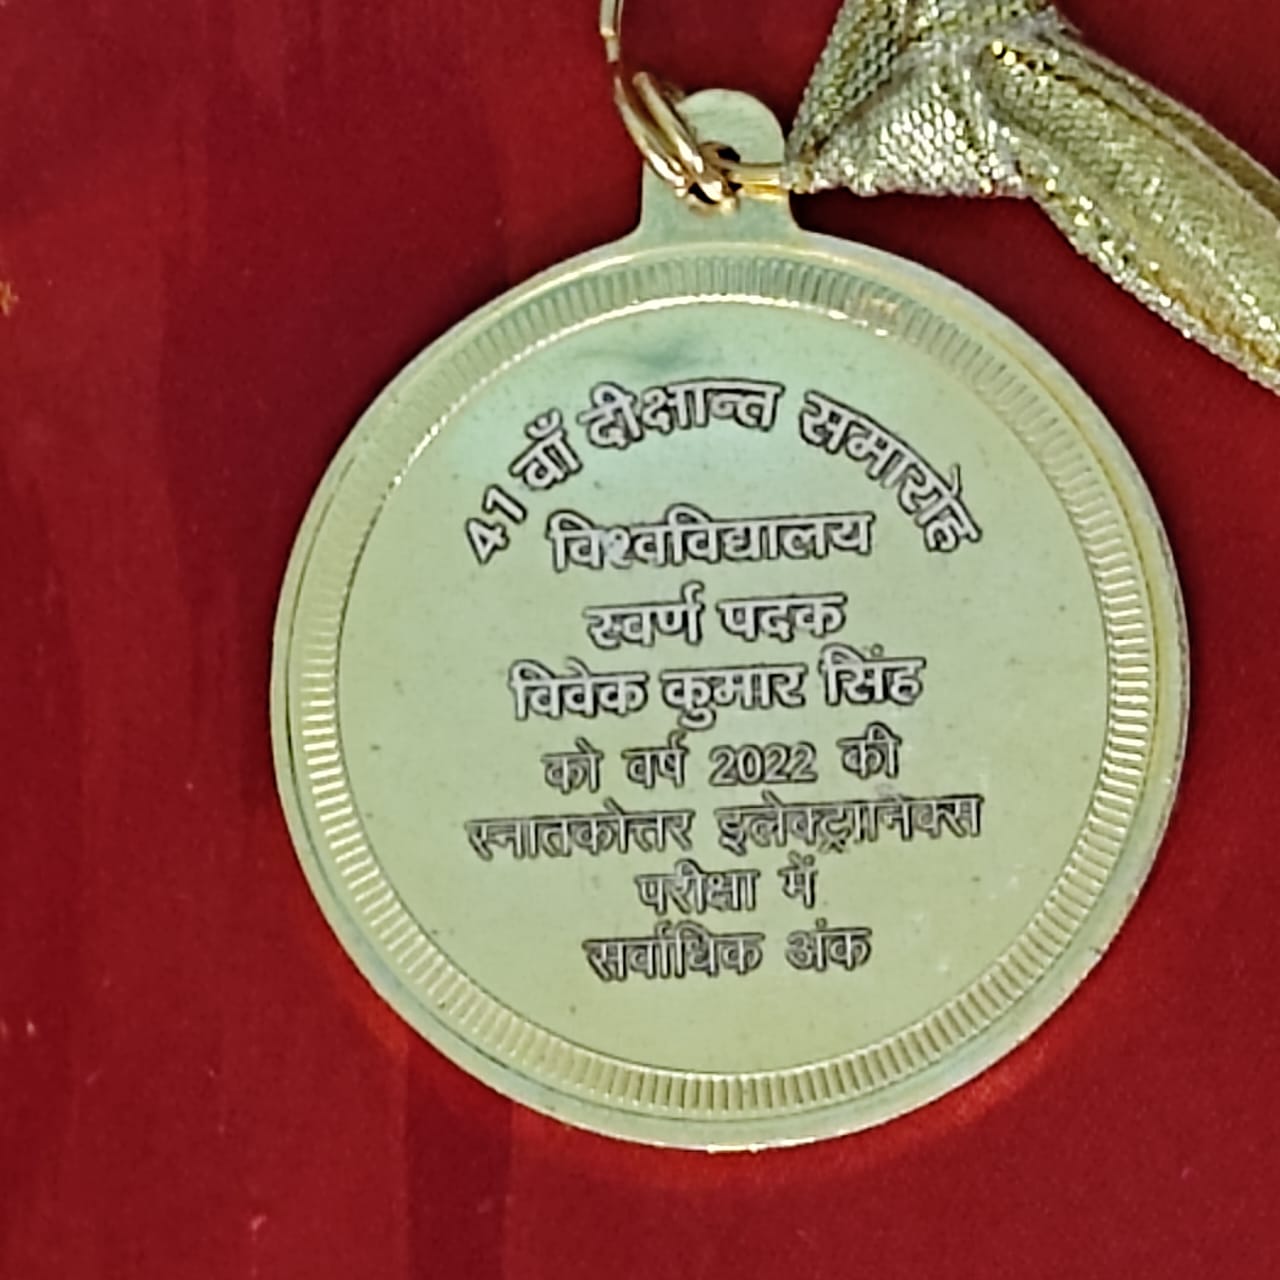 41 वाँ दीक्षान्त समारोह
विश्वविद्यालय
स्वर्ण पदक
विवेक कुमार सिंह
को वर्ष 2022 की
स्नातकोत्तर इलेक्ट्रानिक्स
परीक्षा में
सर्वाधिक अंक